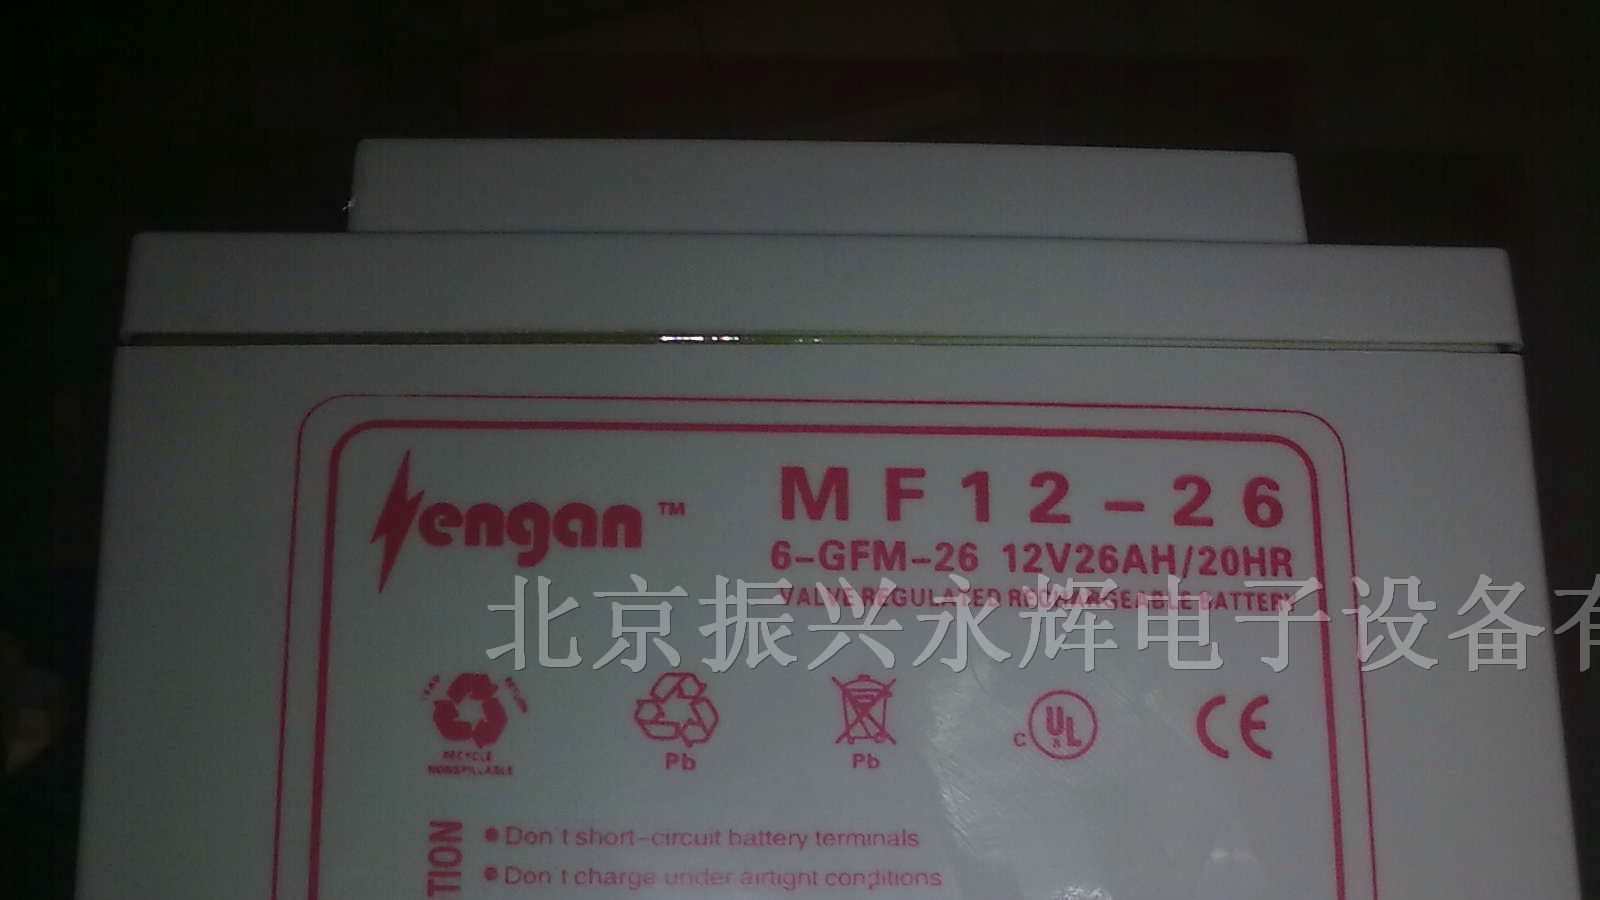 engan™
MF12-26
6-GFM-26 12V26AH/20HR
VALVE REGULATED RECHARGEABLE BATTERY
北京振兴永辉电子设备有
RECYCLE
NONSPILLABLE
Pb
Pb
C UL
CE
TION
● Don't short-circuit battery terminals
● Don't charge under airtight conditions